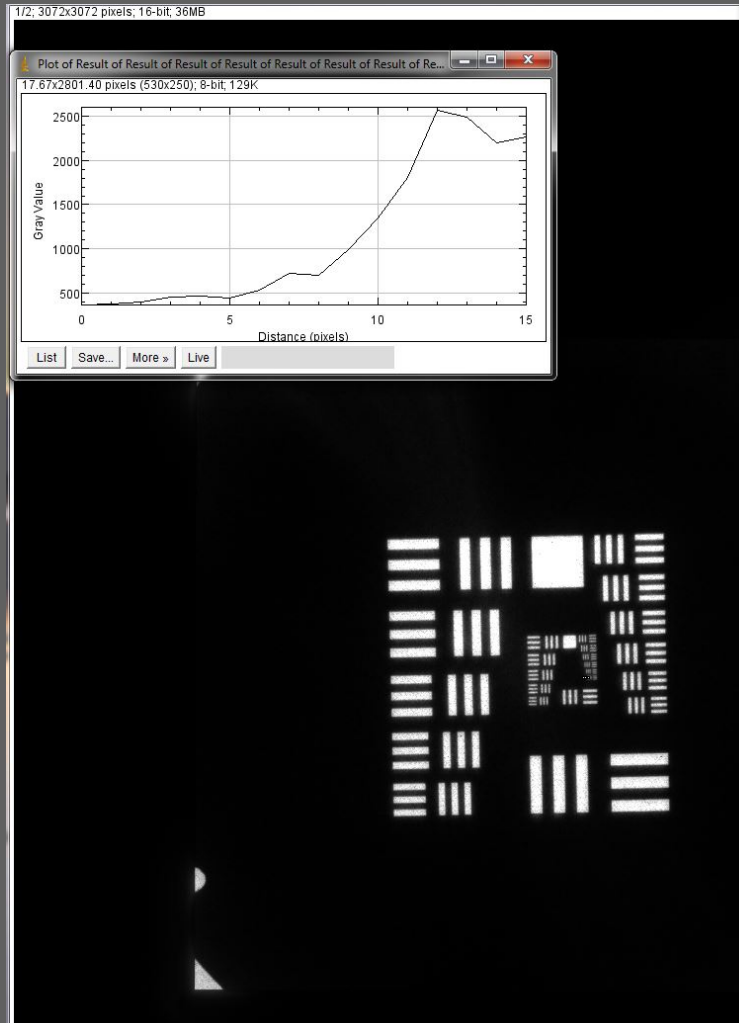 1/2; 3072x3072 pixels; 16-bit; 36MB
Plot of Result of Result of Result of Result of Result of Result of Result of Re...
17.67x2801.40 pixels (530x250); 8-bit; 129K
2500
2000
1500
1000
500
Gray Value
0 5 10 15
Distance (pixels)
List Save... More » Live